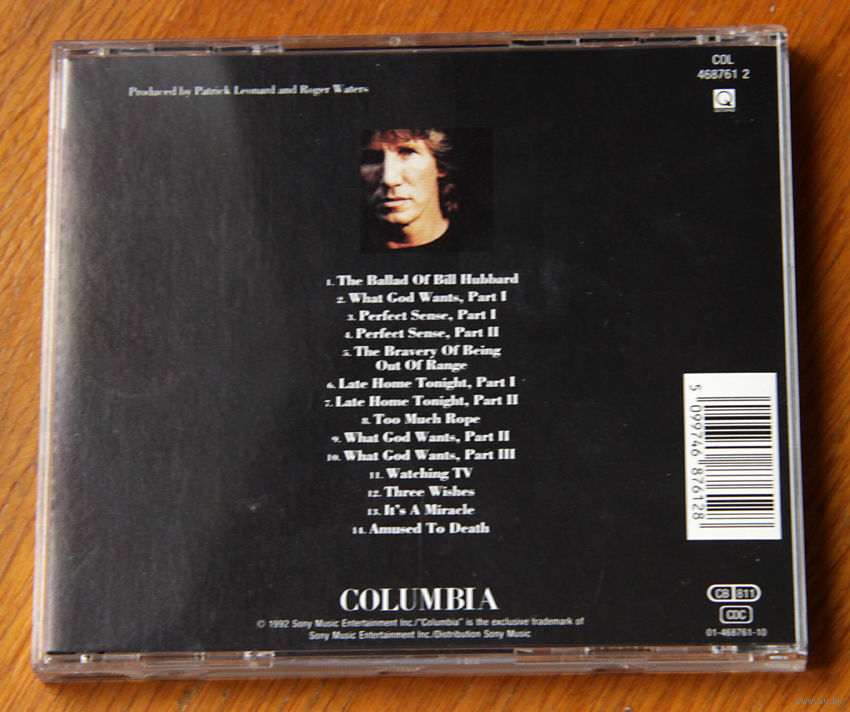 COL
468761 2
Q
Produced by Patrick Leonard and Roger Waters
1. The Ballad Of Bill Hubbard
2. What God Wants, Part I
3. Perfect Sense, Part I
4. Perfect Sense, Part II
5. The Bravery Of Being
Out Of Range
6. Late Home Tonight, Part I
7. Late Home Tonight, Part II
8. Too Much Rope
9. What God Wants, Part II
10. What God Wants, Part III
11. Watching TV
12. Three Wishes
13. It's A Miracle
14. Amused To Death
5 099746 876128
COLUMBIA
© 1992 Sony Music Entertainment Inc./"Columbia" is the exclusive trademark of
Sony Music Entertainment Inc./Distribution Sony Music
CB 811
CDC
01-468761-10